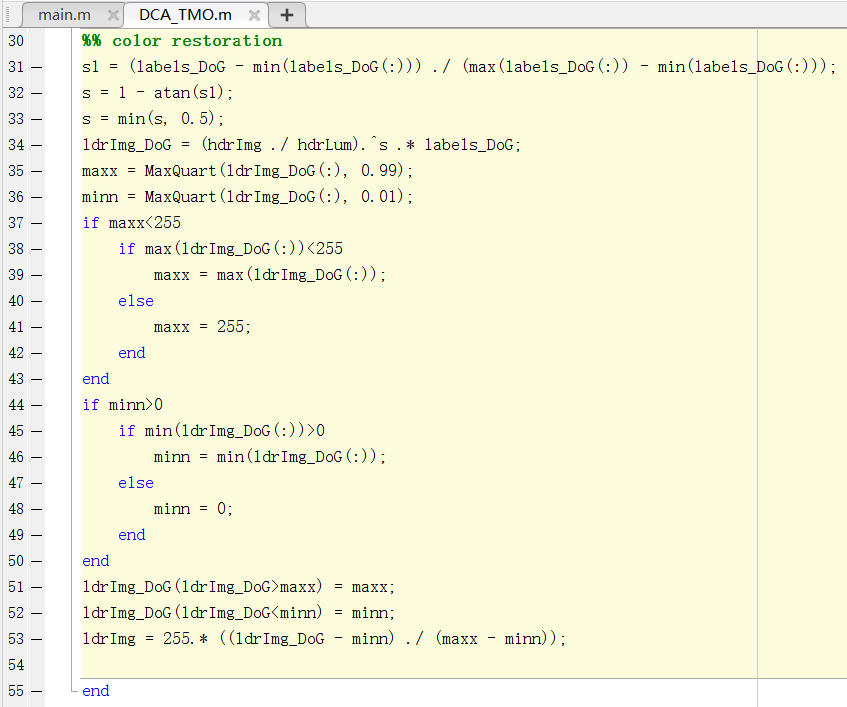 main.m × DCA_TMO.m × +
30 %% color restoration
31 — s1 = (labels_DoG - min(labels_DoG(:))) ./ (max(labels_DoG(:)) - min(labels_DoG(:)));
32 — s = 1 - atan(s1);
33 — s = min(s, 0.5);
34 — ldrImg_DoG = (hdrImg ./ hdrLum).^s .* labels_DoG;
35 — maxx = MaxQuart(ldrImg_DoG(:), 0.99);
36 — minn = MaxQuart(ldrImg_DoG(:), 0.01);
37 — if maxx<255
38 — if max(ldrImg_DoG(:))<255
39 — maxx = max(ldrImg_DoG(:));
40 — else
41 — maxx = 255;
42 — end
43 — end
44 — if minn>0
45 — if min(ldrImg_DoG(:))>0
46 — minn = min(ldrImg_DoG(:));
47 — else
48 — minn = 0;
49 — end
50 — end
51 — ldrImg_DoG(ldrImg_DoG>maxx) = maxx;
52 — ldrImg_DoG(ldrImg_DoG<minn) = minn;
53 — ldrImg = 255.* ((ldrImg_DoG - minn) ./ (maxx - minn));
54
55 — end